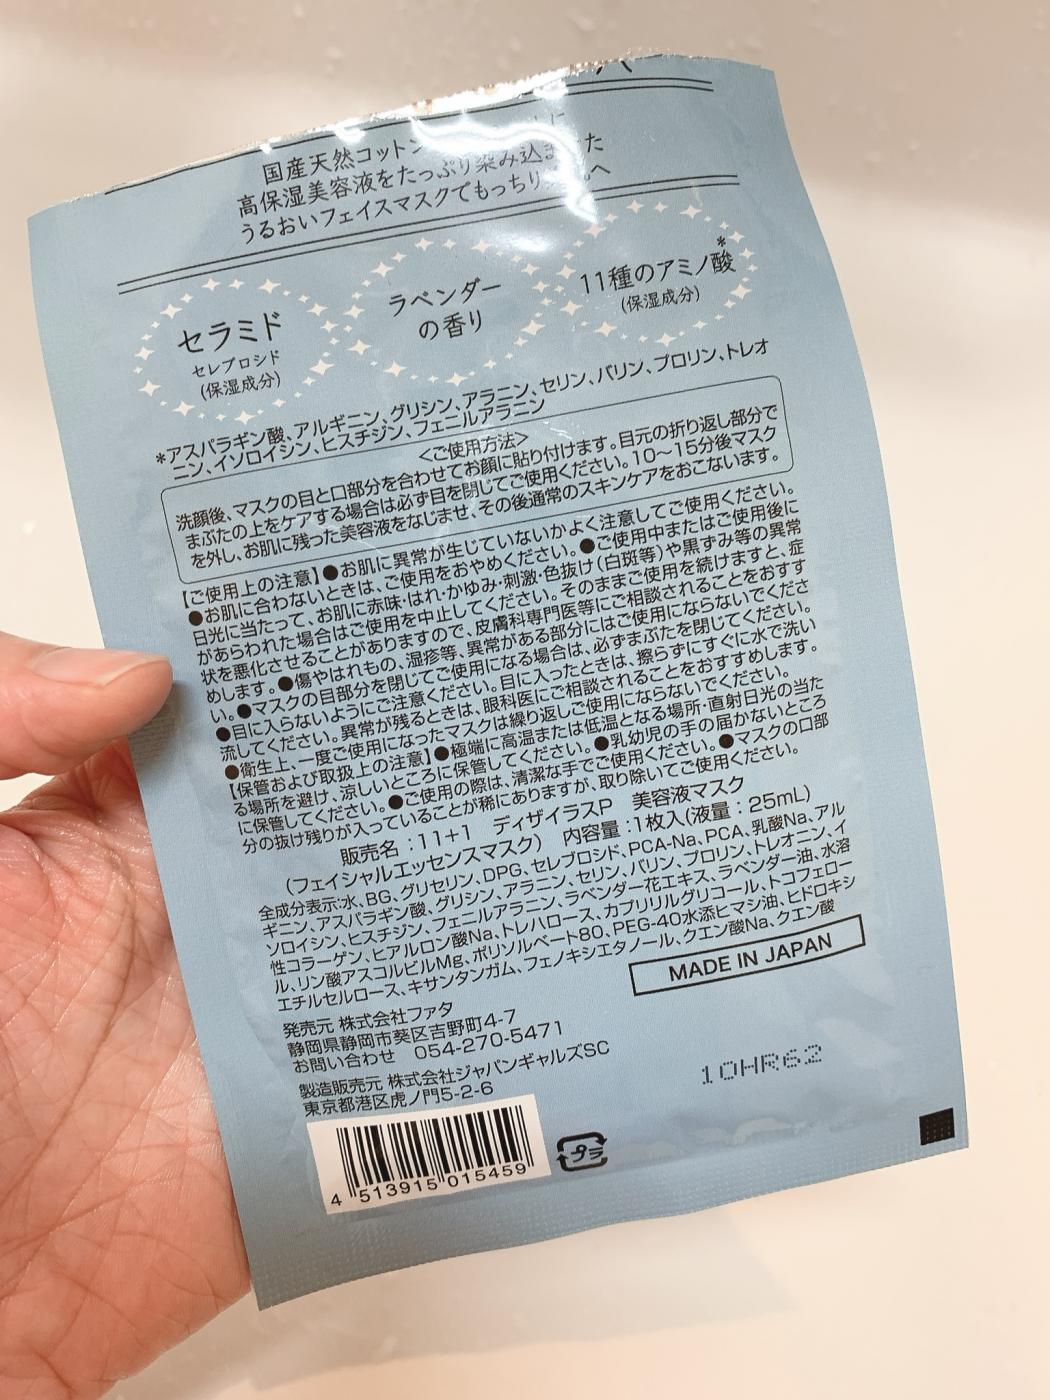 国産天然コットン
高保湿美容液をたっぷり染み込ませた
うるおいフェイスマスクでもっちり
セラミド
セレブロシド
(保湿成分)
ラベンダー
の香り
11種のアミノ酸*
(保湿成分)
*アスパラギン酸、アルギニン、グリシン、アラニン、セリン、バリン、プロリン、トレオ
ニン、イソロイシン、ヒスチジン、フェニルアラニン
<ご使用方法>
洗顔後、マスクの目と口部分を合わせてお顔に貼り付けます。目元の折り返し部分で
まぶたの上をケアする場合は必ず目を閉じてご使用ください。10〜15分後マスク
を外し、お肌に残った美容液をなじませ、その後通常のスキンケアをおこないます。
【ご使用上の注意】●お肌に異常が生じていないかよく注意してご使用ください。
●お肌に合わないときは、ご使用をおやめください。●ご使用中またはご使用後に
日光に当たって、お肌に赤味・はれ・かゆみ・刺激・色抜け(白斑等)や黒ずみ等の異常
があらわれた場合はご使用を中止してください。そのままご使用を続けますと、症
状を悪化させることがありますので、皮膚科専門医等にご相談されることをおすす
めします。●傷やはれもの、湿疹等、異常がある部分にはご使用にならないでくださ
い。●マスクの目部分を閉じてご使用になる場合は、必ずまぶたを閉じてください。
●目に入らないようにご注意ください。目に入ったときは、擦らずにすぐに水で洗い
流してください。異常が残るときは、眼科医にご相談されることをおすすめします。
●衛生上、一度ご使用になったマスクは繰り返しご使用にならないでください。
【保管および取扱上の注意】●極端に高温または低温となる場所・直射日光の当た
る場所を避け、涼しいところに保管してください。●乳幼児の手の届かないところ
に保管してください。●ご使用の際は、清潔な手でご使用ください。●マスクの口部
分の抜け残りが入っていることが稀にありますが、取り除いてご使用ください。
販売名:11+1 ディザイラスP 美容液マスク
(フェイシャルエッセンスマスク) 内容量:1枚入(液量:25mL)
全成分表示:水、BG、グリセリン、DPG、セレブロシド、PCA-Na、PCA、乳酸Na、アル
ギニン、アスパラギン酸、グリシン、アラニン、セリン、バリン、プロリン、トレオニン、イ
ソロイシン、ヒスチジン、フェニルアラニン、ラベンダー花エキス、ラベンダー油、水溶
性コラーゲン、ヒアルロン酸Na、トレハロース、カプリリルグリコール、トコフェロー
ル、リン酸アスコルビルMg、ポリソルベート80、PEG-40水添ヒマシ油、ヒドロキシ
エチルセルロース、キサンタンガム、フェノキシエタノール、クエン酸Na、クエン酸
MADE IN JAPAN
発売元 株式会社ファタ
静岡県静岡市葵区吉野町4-7
お問い合わせ 054-270-5471
製造販売元 株式会社ジャパンギャルズSC
東京都港区虎ノ門5-2-6
10HR62
4 513915 015459
プラ